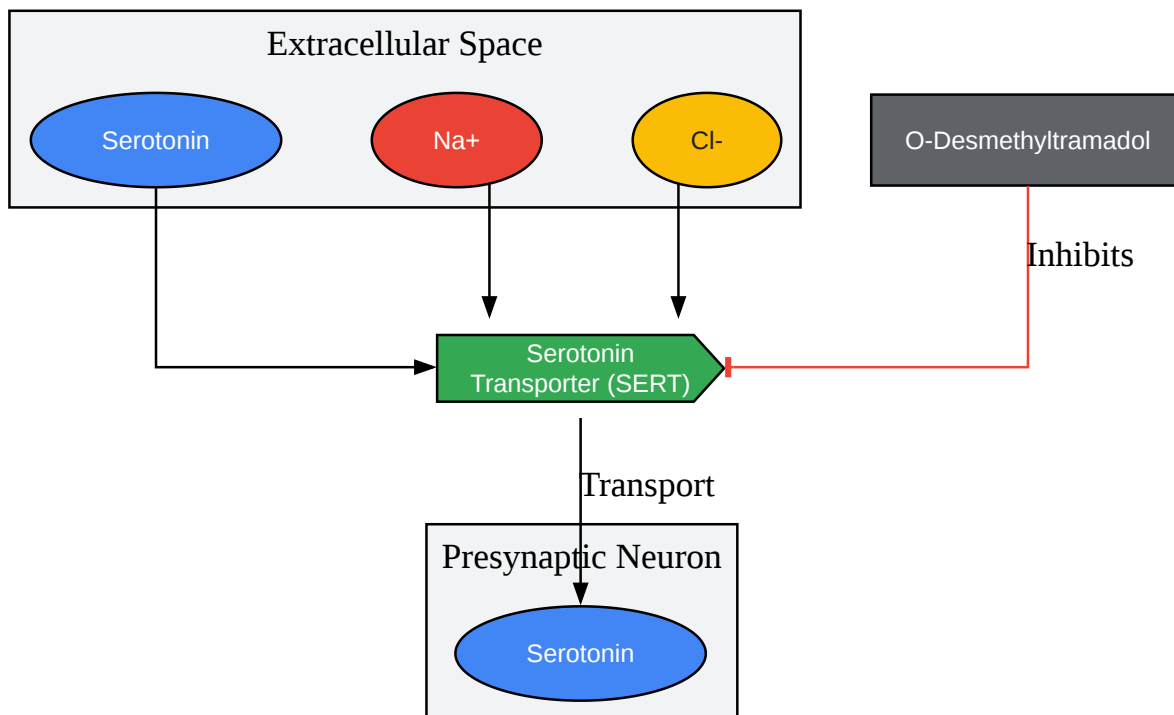 Extracellular Space
Serotonin
Na+
Cl-
O-Desmethyltramadol
Inhibits
Serotonin
Transporter (SERT)
Transport
Presynaptic Neuron
Serotonin